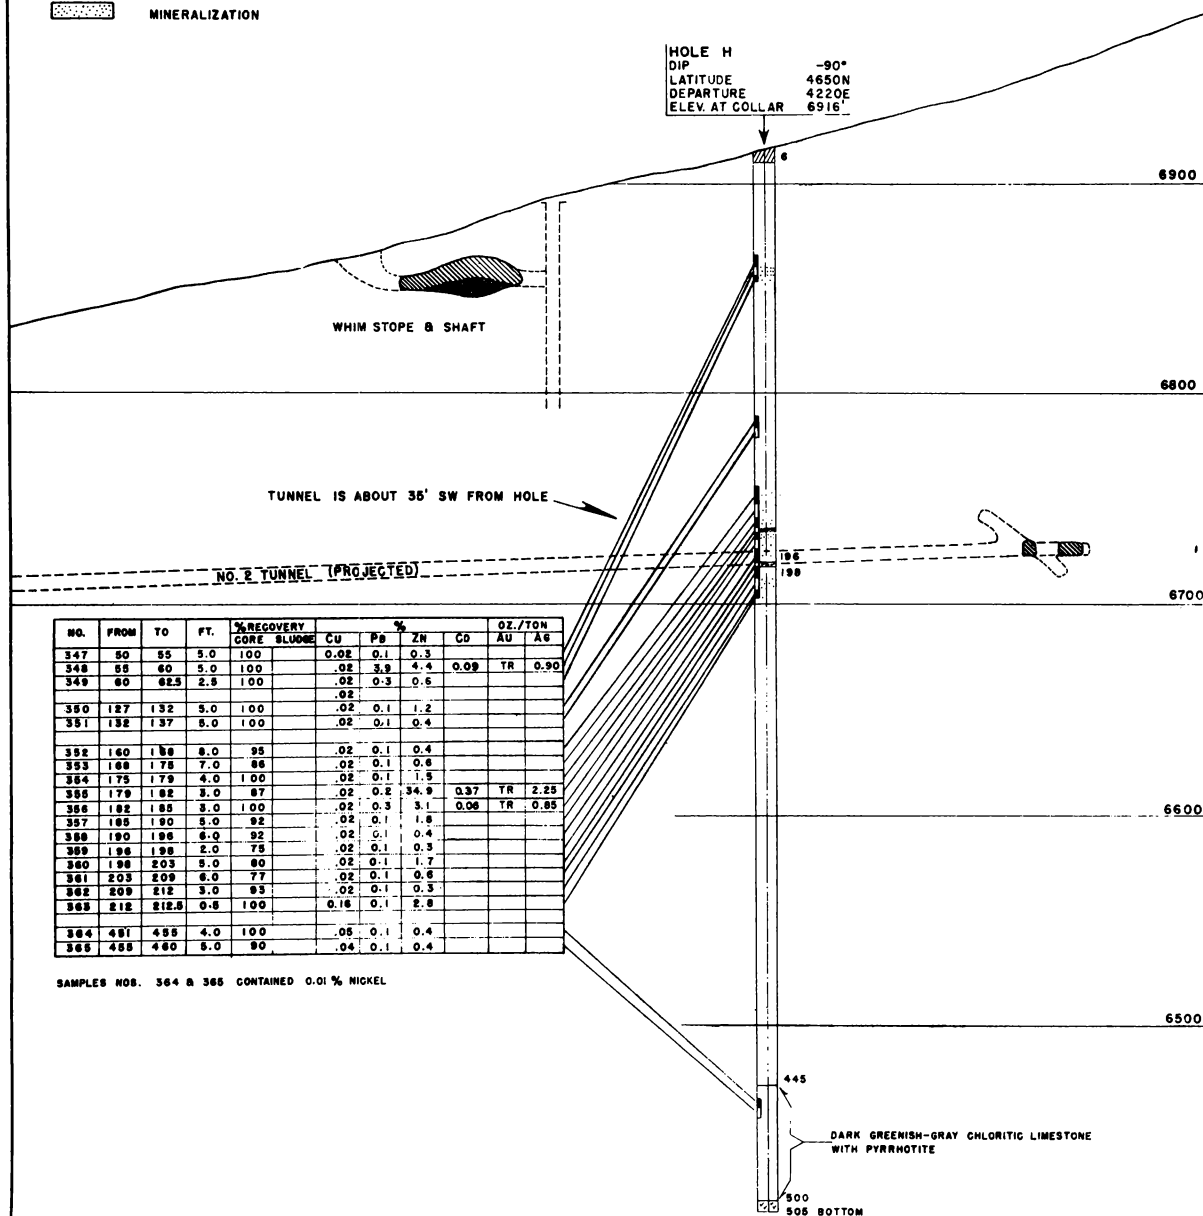 MINERALIZATION
HOLE H
DIP -90°
LATITUDE 4650N
DEPARTURE 4220E
ELEV. AT COLLAR 6916'
6
6900
WHIM STOPE & SHAFT
6800
TUNNEL IS ABOUT 35' SW FROM HOLE
196
198
NO. 2 TUNNEL (PROJECTED)
6700
NO. FROM TO FT. %RECOVERY % OZ./TON
CORE SLUDGE CU PB ZN CD AU AG
347 50 55 5.0 100 0.02 0.1 0.3
348 55 60 5.0 100 .02 3.9 4.4 0.09 TR 0.90
349 60 62.5 2.5 100 .02 0.3 0.6
.02
350 127 132 5.0 100 .02 0.1 1.2
351 132 137 5.0 100 .02 0.1 0.4
352 160 168 8.0 95 .02 0.1 0.4
353 168 175 7.0 86 .02 0.1 0.6
354 175 179 4.0 100 .02 0.1 1.5
355 179 182 3.0 87 .02 0.2 34.9 0.37 TR 2.25
356 182 185 3.0 100 .02 0.3 3.1 0.06 TR 0.85
357 185 190 5.0 92 .02 0.1 1.8
358 190 196 6.0 92 .02 0.1 0.4
359 196 198 2.0 75 .02 0.1 0.3
360 198 203 5.0 80 .02 0.1 1.7
361 203 209 6.0 77 .02 0.1 0.6
362 209 212 3.0 93 .02 0.1 0.3
363 212 212.5 0.5 100 0.16 0.1 2.8
364 451 455 4.0 100 .05 0.1 0.4
365 455 460 5.0 90 .04 0.1 0.4
6600
SAMPLES NOS. 364 & 365 CONTAINED 0.01 % NICKEL
6500
445
DARK GREENISH-GRAY CHLORITIC LIMESTONE
WITH PYRRHOTITE
500
505 BOTTOM